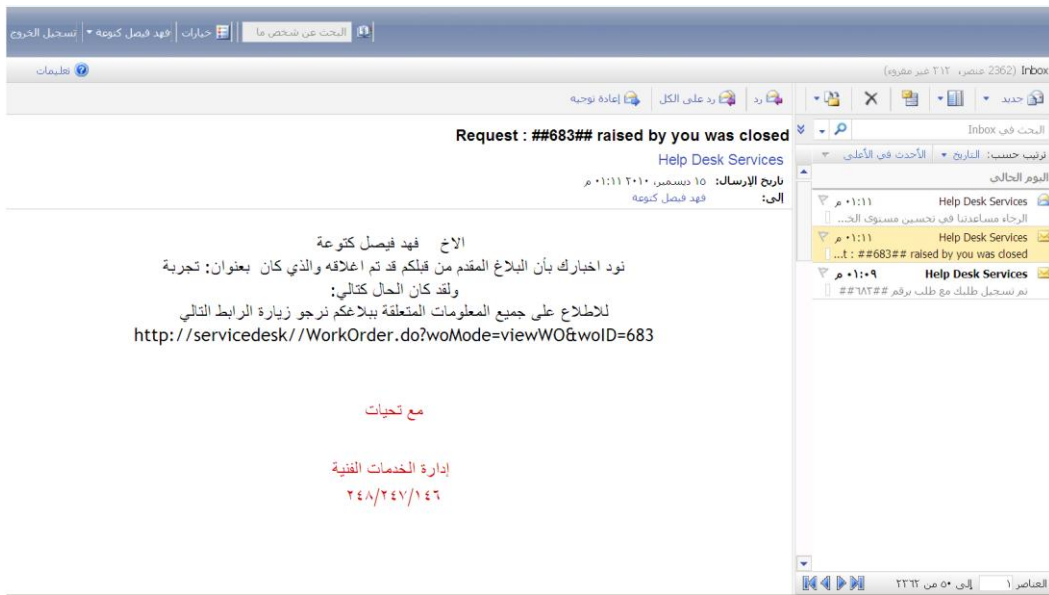 البحث عن شخص ما | خيارات | فهد فيصل كتوعة | تسجيل الخروج
Inbox (2362 عنصر، ٣١٢ غير مقروء)
تعليمات
جديد
رد | رد على الكل | إعادة توجيه
البحث في Inbox
ترتيب حسب: التاريخ الأحدث في الأعلى
اليوم الحالي
Help Desk Services ٠١:١١ م
الرجاء مساعدتنا في تحسين مستوى الخ...
Help Desk Services ٠١:١١ م
...t : ##683## raised by you was closed
Help Desk Services ٠١:٠٩ م
تم تسجيل طلبك مع طلب برقم ##٦٨٣##
العناصر ١ إلى ٥٠ من ٢٣٦٢
Request : ##683## raised by you was closed
Help Desk Services
تاريخ الإرسال: ١٥ ديسمبر، ٢٠١٠ ٠١:١١ م
إلى: فهد فيصل كتوعة
الاخ فهد فيصل كتوعة
نود اخبارك بأن البلاغ المقدم من قبلكم قد تم اغلاقه والذي كان بعنوان: تجربة
ولقد كان الحال كتالي:
للاطلاع على جميع المعلومات المتعلقة ببلاغكم نرجو زيارة الرابط التالي
http://servicedesk//WorkOrder.do?woMode=viewWO&woID=683
مع تحيات
إدارة الخدمات الفنية
٢٤٨/٢٤٧/١٤٦